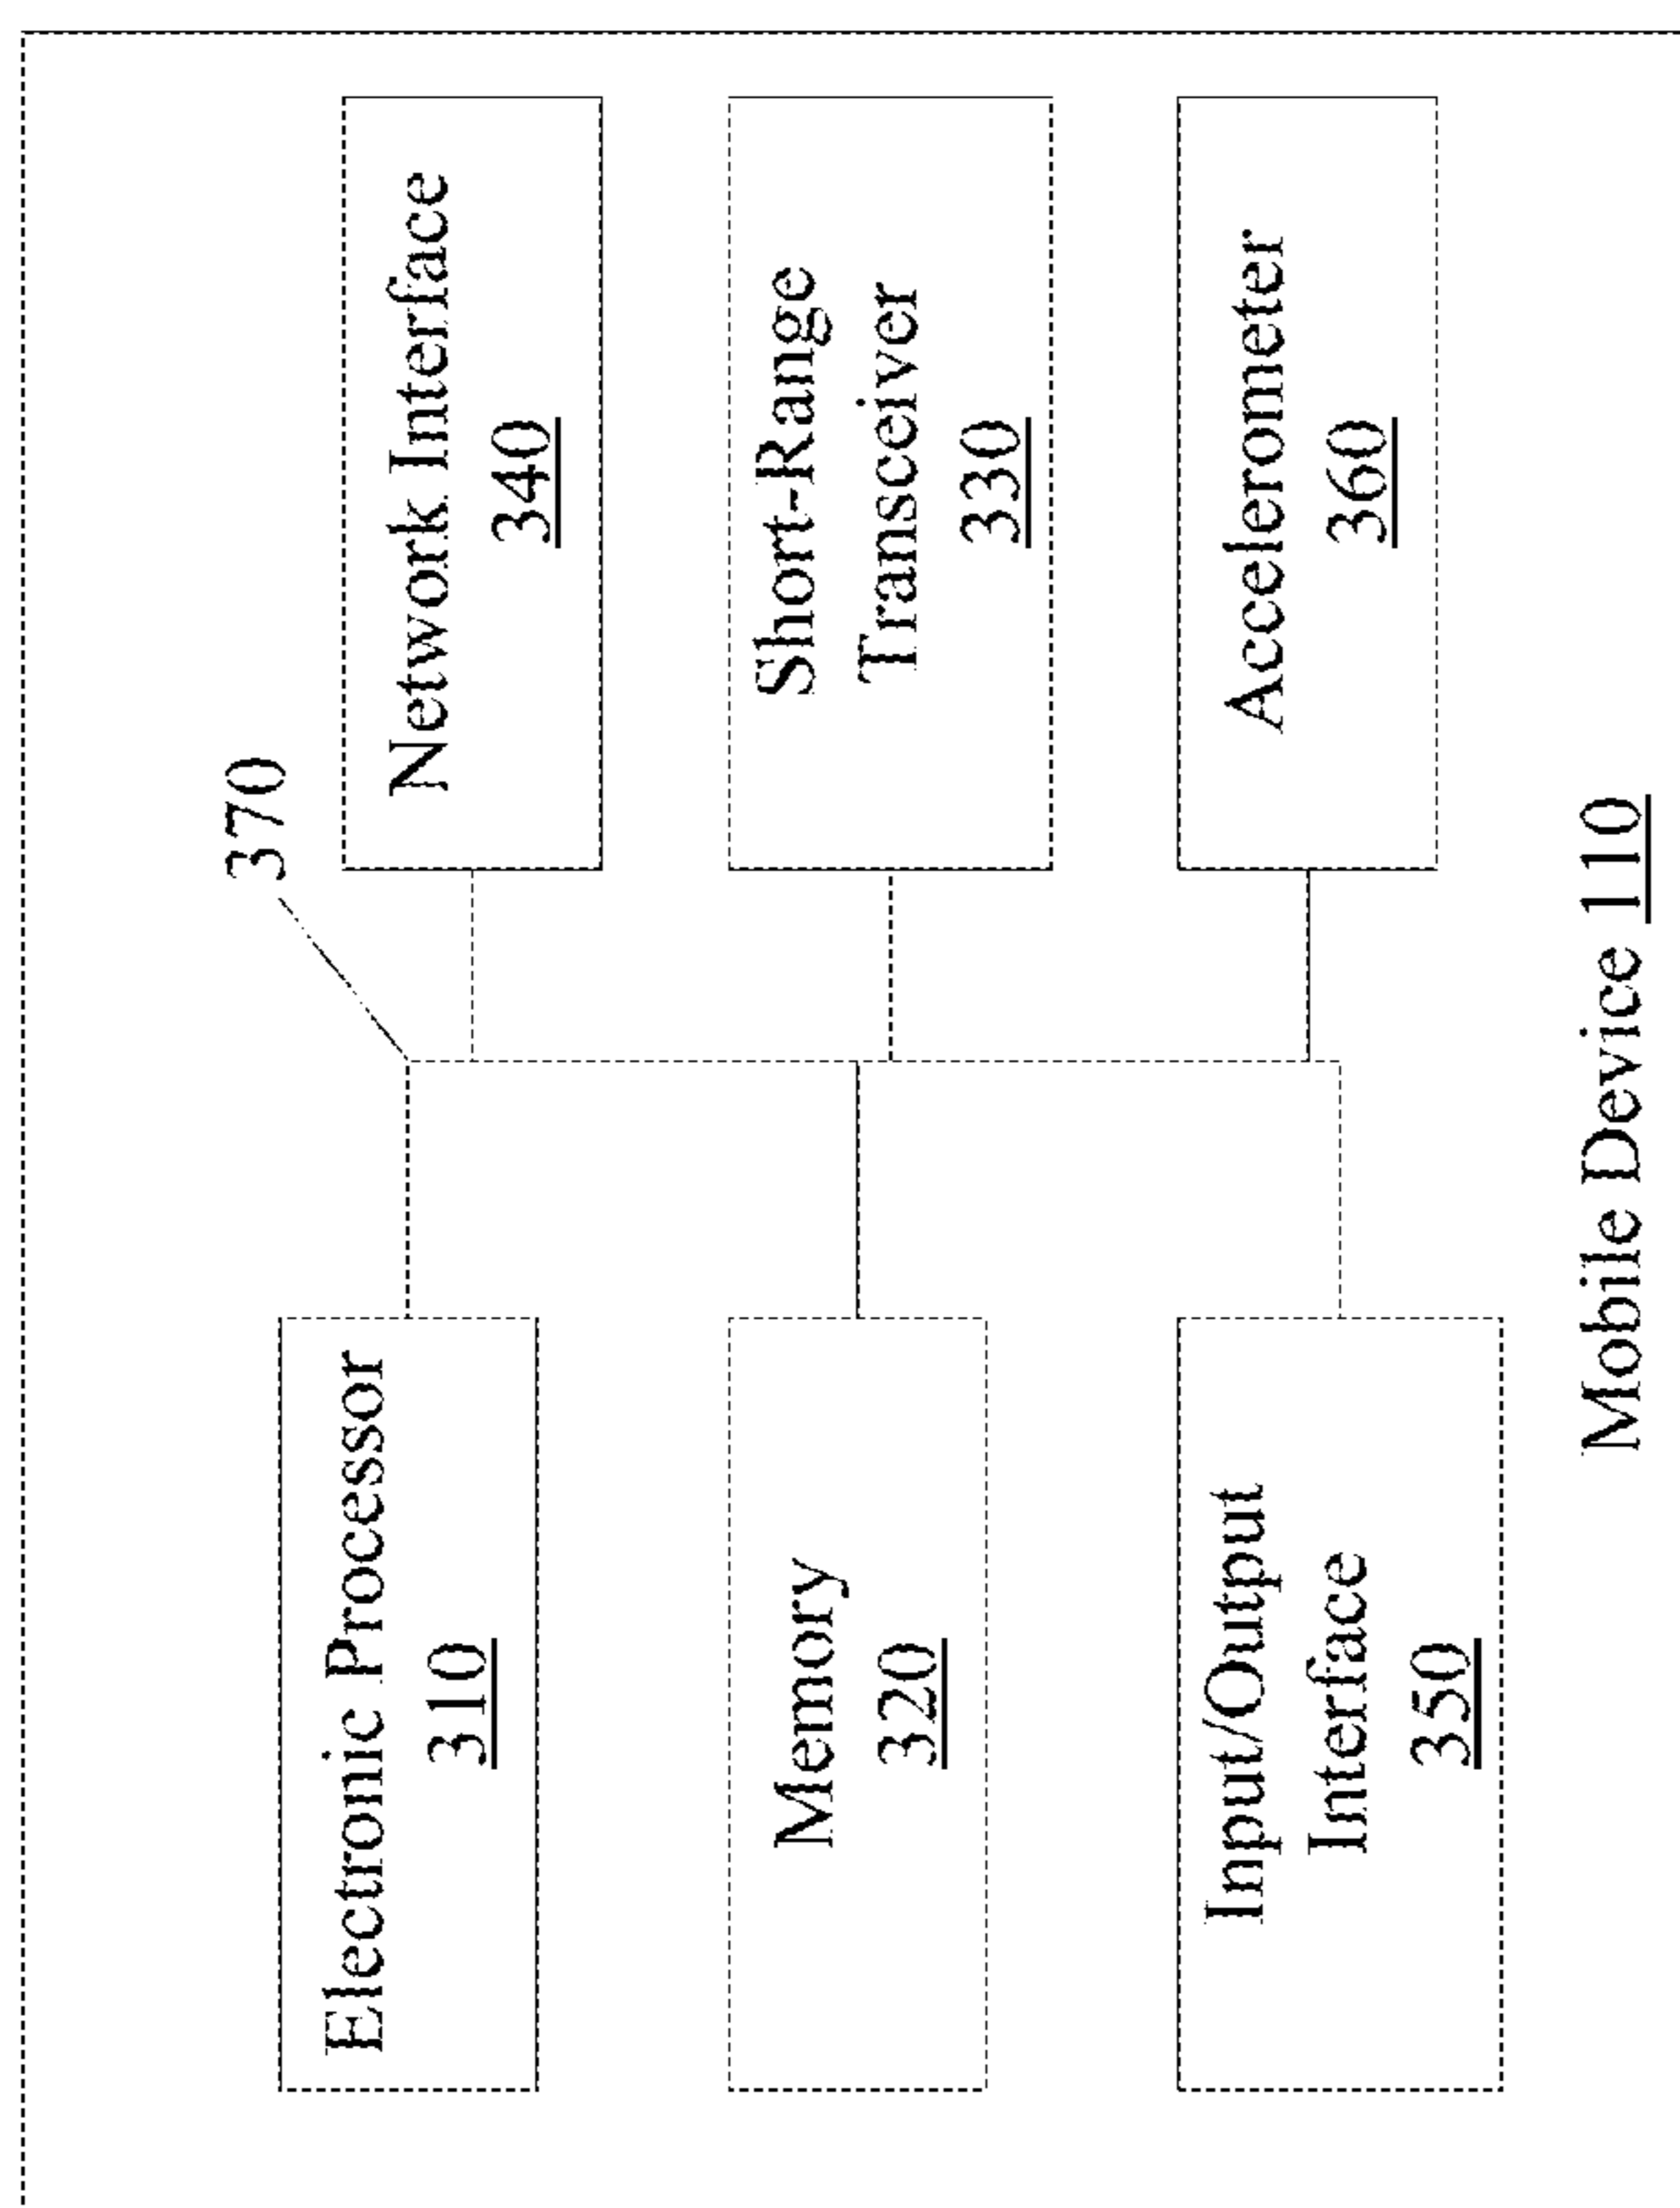 370
Electronic Processor
310
Network Interface
340
Memory
320
Short-Range
Transceiver
330
Input/Output
Interface
350
Accelerometer
360
Mobile Device 110